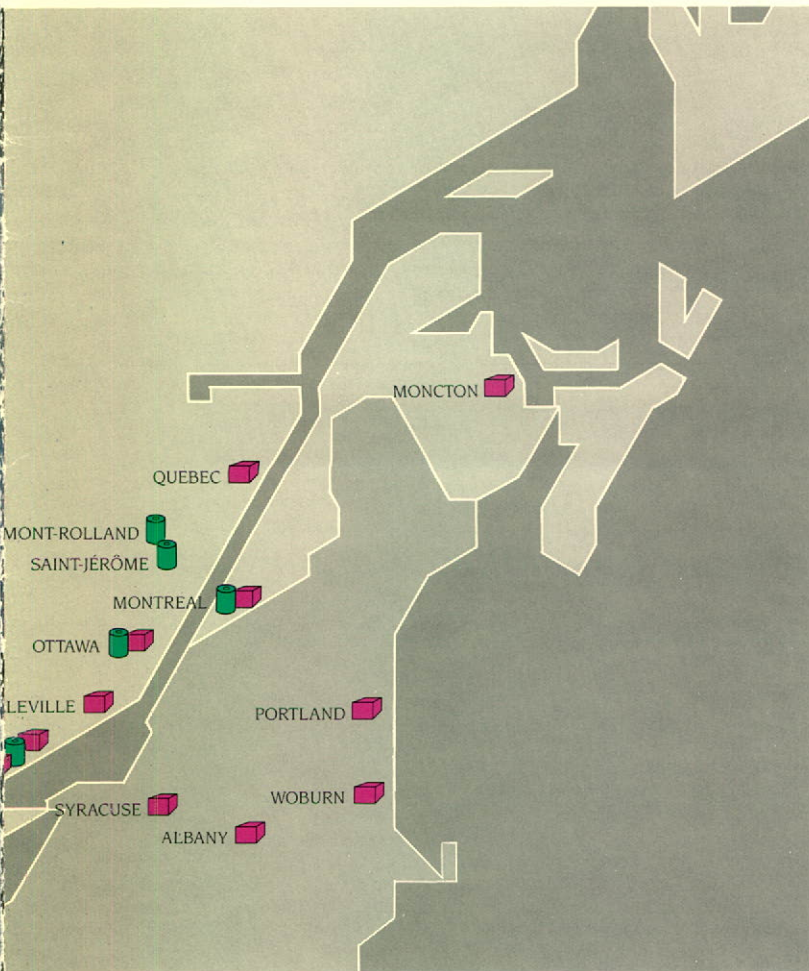 MONCTON
QUEBEC
MONT-ROLLAND
SAINT-JÉRÔME
MONTREAL
OTTAWA
LEVILLE
PORTLAND
WOBURN
SYRACUSE
ALBANY